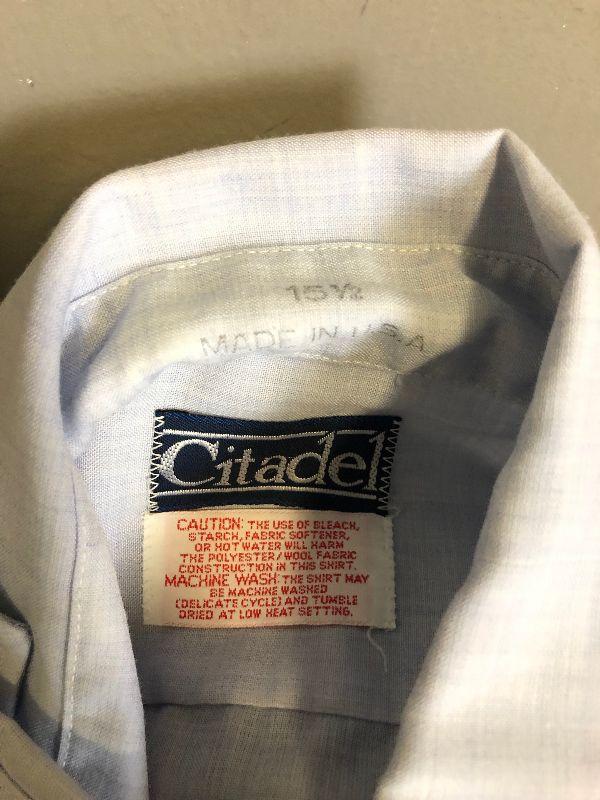 15 1/2
MADE IN U.S.A
Citadel
CAUTION: THE USE OF BLEACH,
STARCH, FABRIC SOFTENER,
OR HOT WATER WILL HARM
THE POLYESTER/WOOL FABRIC
CONSTRUCTION IN THIS SHIRT.
MACHINE WASH: THE SHIRT MAY
BE MACHINE WASHED
(DELICATE CYCLE) AND TUMBLE
DRIED AT LOW HEAT SETTING.